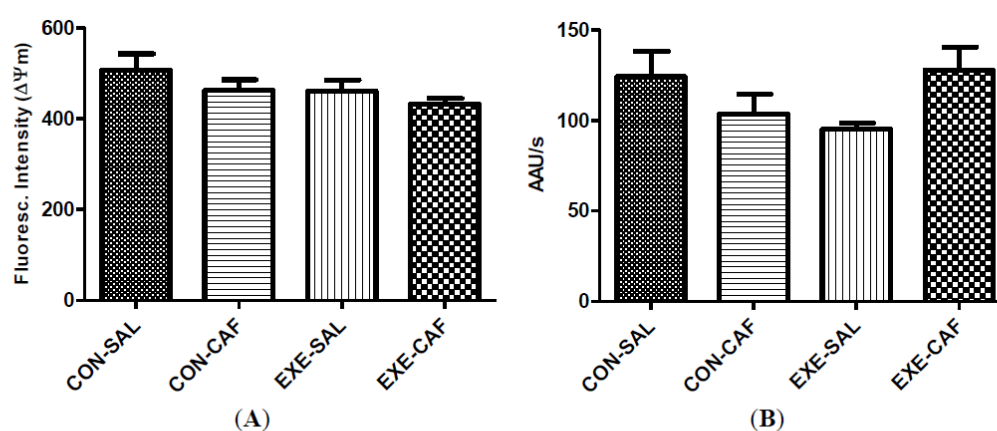 Fluoresc. Intensity (ΔΨm)
600
400
200
0
CON-SAL
CON-CAF
EXE-SAL
EXE-CAF
(A)
AAU/s
150
100
50
0
CON-SAL
CON-CAF
EXE-SAL
EXE-CAF
(B)